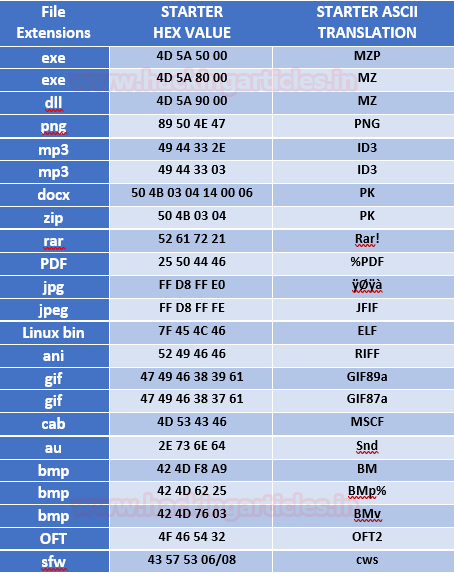 File Extensions STARTER HEX VALUE STARTER ASCII TRANSLATION
exe 4D 5A 50 00 MZP
exe 4D 5A 80 00 MZ
dll 4D 5A 90 00 MZ
png 89 50 4E 47 PNG
mp3 49 44 33 2E ID3
mp3 49 44 33 03 ID3
docx 50 4B 03 04 14 00 06 PK
zip 50 4B 03 04 PK
rar 52 61 72 21 Rar!
PDF 25 50 44 46 %PDF
jpg FF D8 FF E0 ÿØÿà
jpeg FF D8 FF FE JFIF
Linux bin 7F 45 4C 46 ELF
ani 52 49 46 46 RIFF
gif 47 49 46 38 39 61 GIF89a
gif 47 49 46 38 37 61 GIF87a
cab 4D 53 43 46 MSCF
au 2E 73 6E 64 Snd
bmp 42 4D F8 A9 BM
bmp 42 4D 62 25 BMp%
bmp 42 4D 76 03 BMv
OFT 4F 46 54 32 OFT2
sfw 43 57 53 06/08 cws
www.hackingarticles.in
www.hackingarticles.in